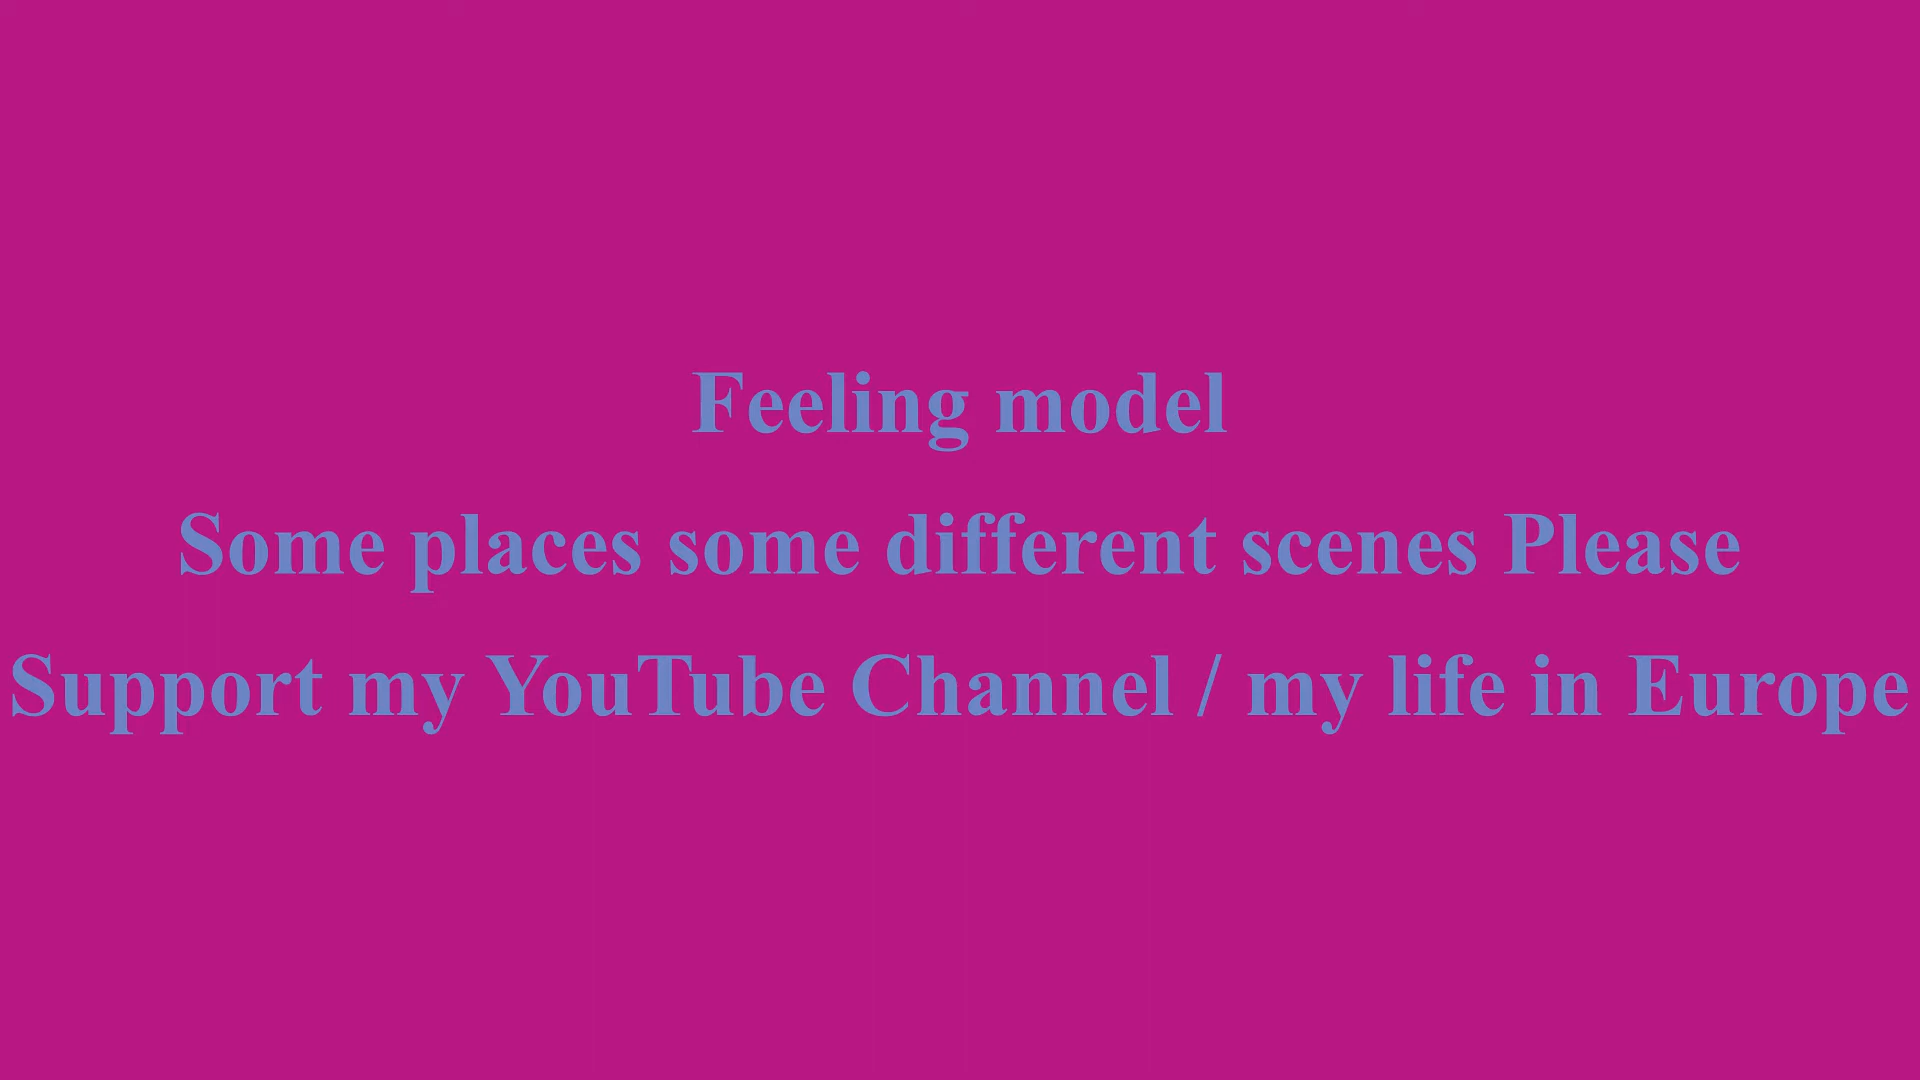 Feeling model
Some places some different scenes Please
Support my YouTube Channel / my life in Europe